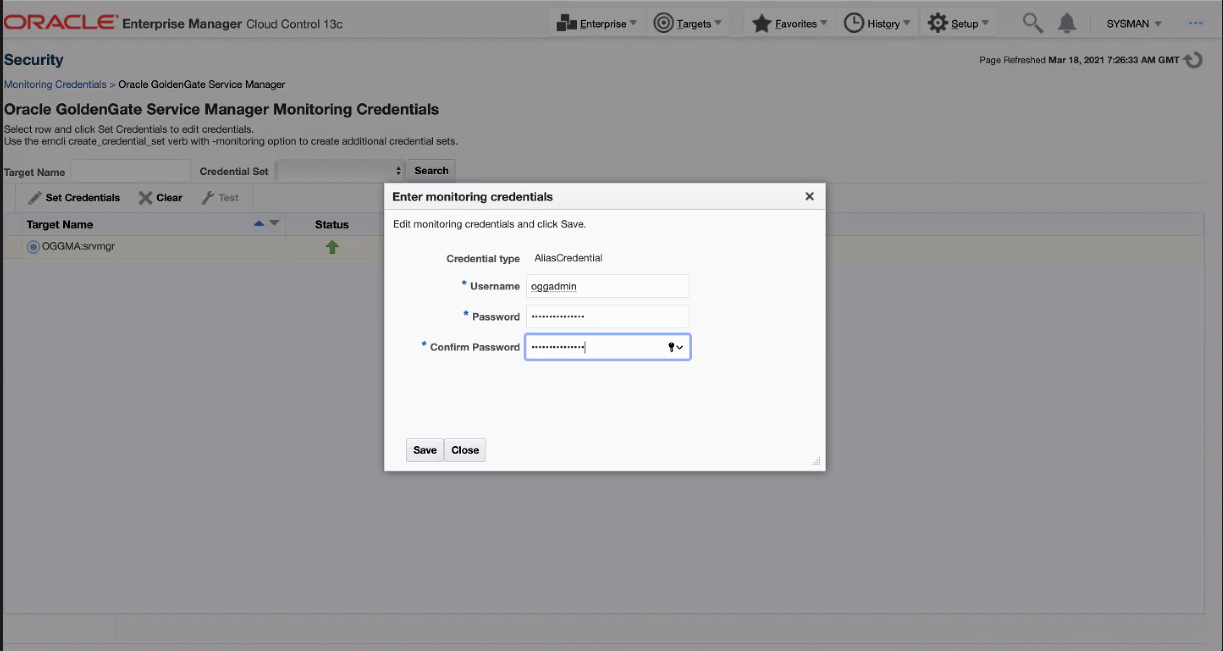 ORACLE Enterprise Manager Cloud Control 13c Enterprise Targets Favorites History Setup SYSMAN
Security
Page Refreshed Mar 18, 2021 7:26:33 AM GMT
Monitoring Credentials > Oracle GoldenGate Service Manager
Oracle GoldenGate Service Manager Monitoring Credentials
Select row and click Set Credentials to edit credentials.
Use the emcli create_credential_set verb with -monitoring option to create additional credential sets.
Target Name Credential Set Search
Set Credentials Clear Test
Target Name Status
OGGMA:srvmgr
Enter monitoring credentials
Edit monitoring credentials and click Save.
Credential type AliasCredential
* Username oggadmin
* Password •••••••••••••••
* Confirm Password •••••••••••••••
Save Close